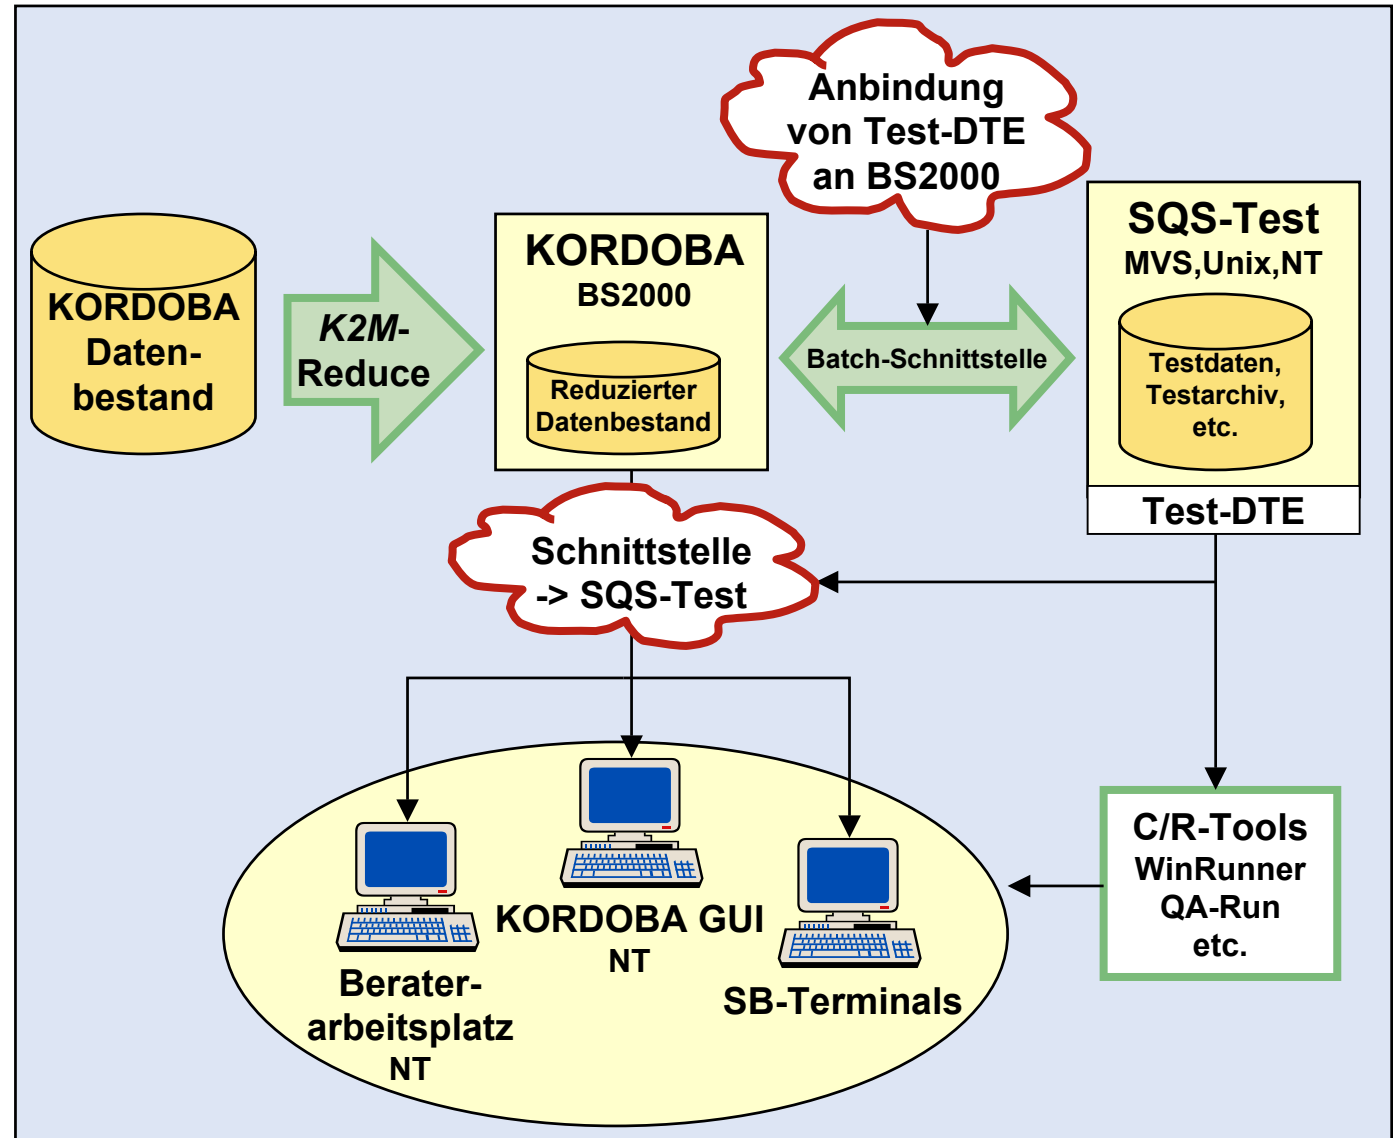 Anbindung
von Test-DTE
an BS2000
KORDOBA
Daten-
bestand
K2M-
Reduce
KORDOBA
BS2000
Reduzierter
Datenbestand
Batch-Schnittstelle
SQS-Test
MVS,Unix,NT
Testdaten,
Testarchiv,
etc.
Test-DTE
Schnittstelle
-> SQS-Test
Berater-
arbeitsplatz
NT
KORDOBA GUI
NT
SB-Terminals
C/R-Tools
WinRunner
QA-Run
etc.